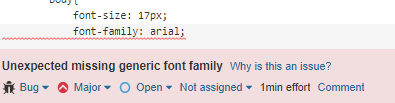 body{
font-size: 17px;
font-family: arial;
Unexpected missing generic font family Why is this an issue?
Bug Major Open Not assigned 1min effort Comment